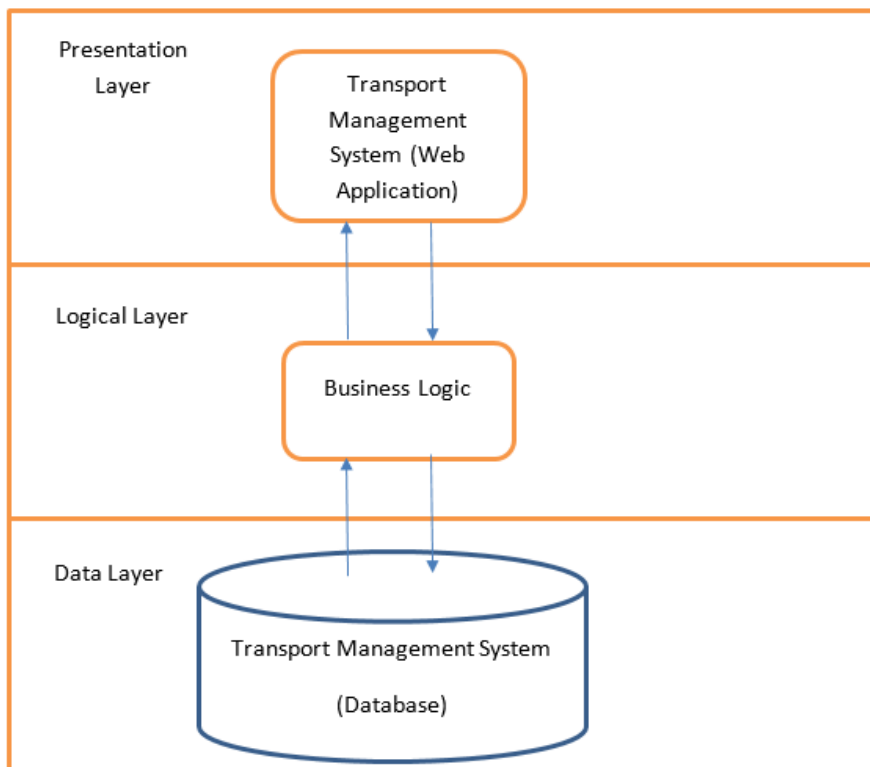 Presentation
Layer
Transport
Management
System (Web
Application)
Logical Layer
Business Logic
Data Layer
Transport Management System
(Database)